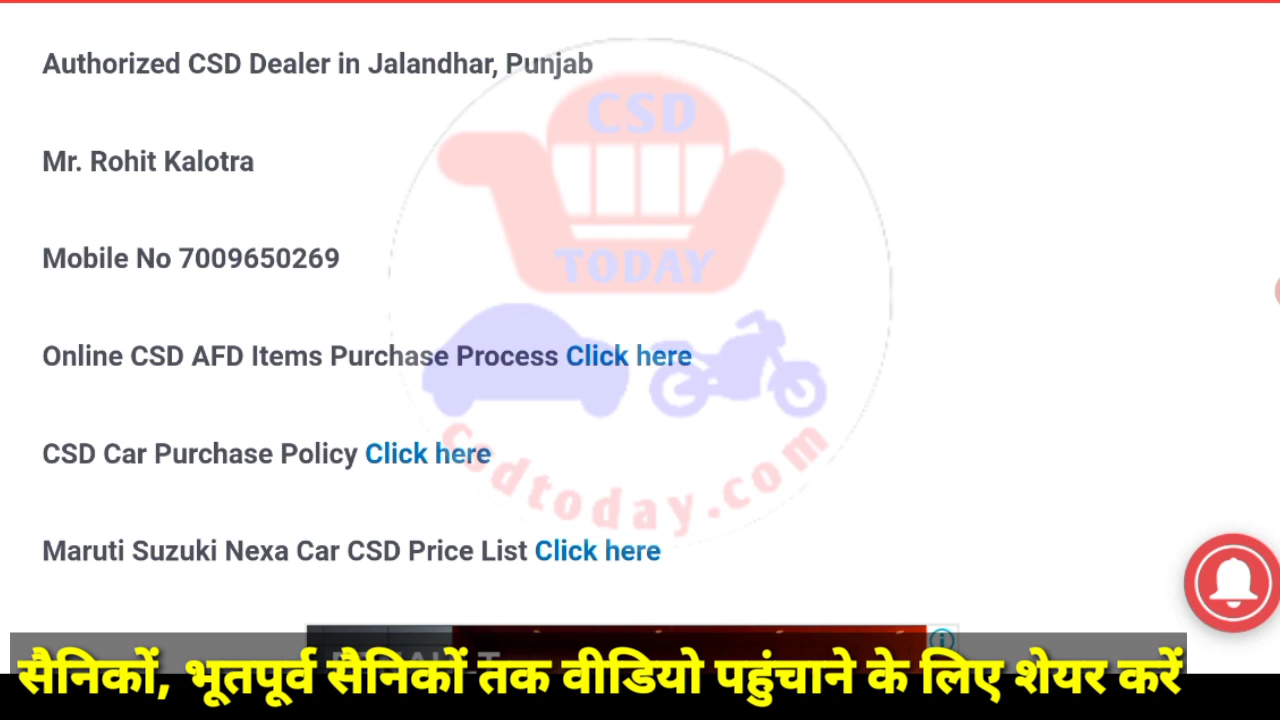 Authorized CSD Dealer in Jalandhar, Punjab
Mr. Rohit Kalotra
Mobile No 7009650269
Online CSD AFD Items Purchase Process Click here
CSD Car Purchase Policy Click here
Maruti Suzuki Nexa Car CSD Price List Click here
CSD
TODAY
csdtoday.com
सैनिकों, भूतपूर्व सैनिकों तक वीडियो पहुंचाने के लिए शेयर करें